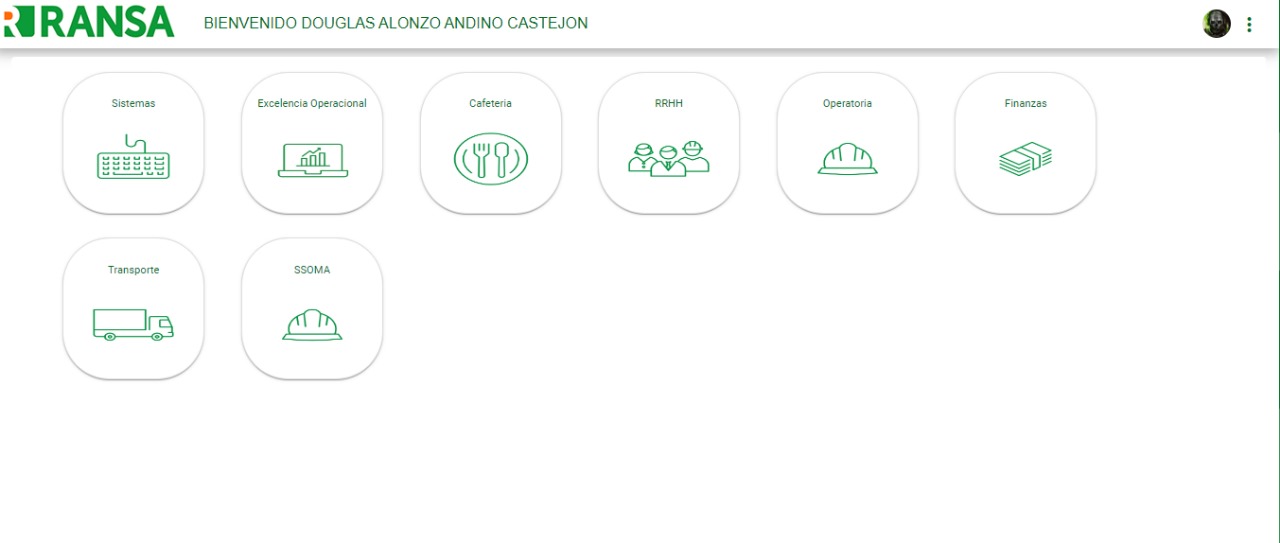 RANSA
BIENVENIDO DOUGLAS ALONZO ANDINO CASTEJON
Sistemas
Excelencia Operacional
Cafeteria
RRHH
Operatoria
Finanzas
Transporte
SSOMA